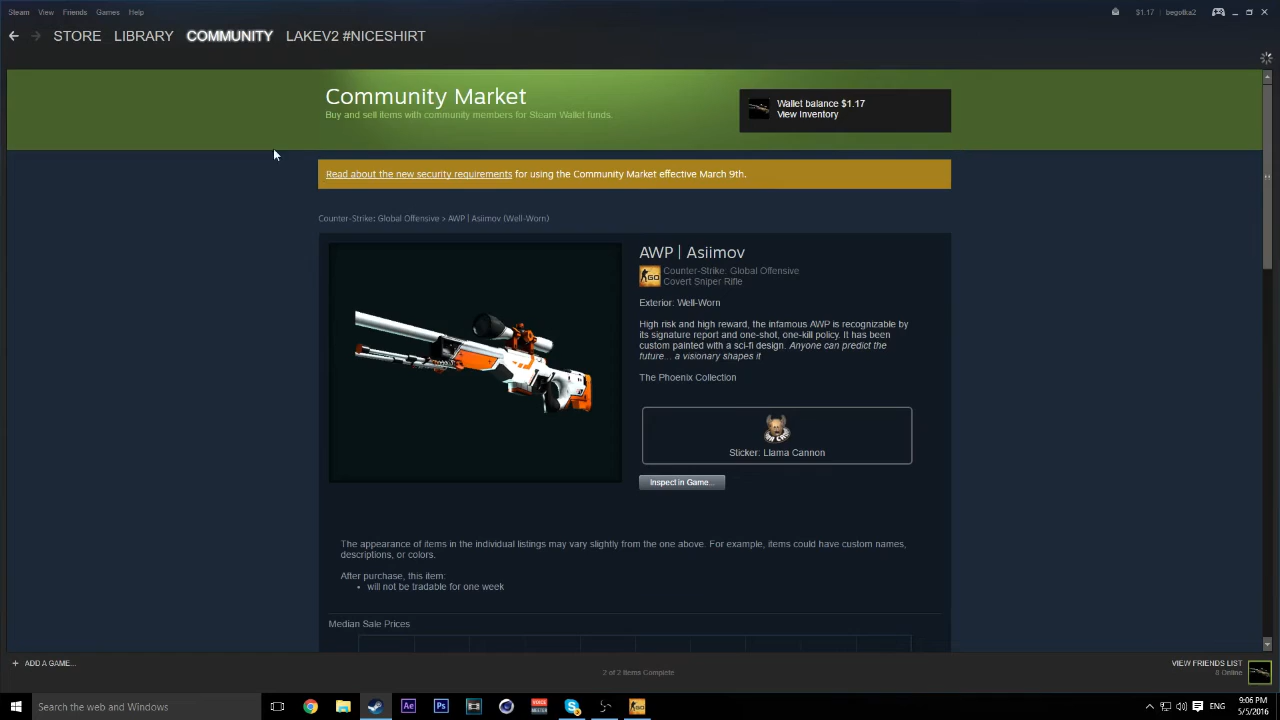 Steam View Friends Games Help
$1.17 begotka2
STORE LIBRARY COMMUNITY LAKEV2 #NICESHIRT
Community Market
Buy and sell items with community members for Steam Wallet funds.
Wallet balance $1.17
View Inventory
Read about the new security requirements for using the Community Market effective March 9th.
Counter-Strike: Global Offensive > AWP | Asiimov (Well-Worn)
AWP | Asiimov
Counter-Strike: Global Offensive
Covert Sniper Rifle
Exterior: Well-Worn
High risk and high reward, the infamous AWP is recognizable by
its signature report and one-shot, one-kill policy. It has been
custom painted with a sci-fi design. Anyone can predict the
future... a visionary shapes it
The Phoenix Collection
Sticker: Llama Cannon
Inspect in Game...
The appearance of items in the individual listings may vary slightly from the one above. For example, items could have custom names,
descriptions, or colors.
After purchase, this item:
• will not be tradable for one week
Median Sale Prices
+ ADD A GAME...
2 of 2 Items Complete
VIEW FRIENDS LIST
8 Online
Search the web and Windows
Ae
Ps
VOICE
GO
ENG
9:06 PM
5/5/2016